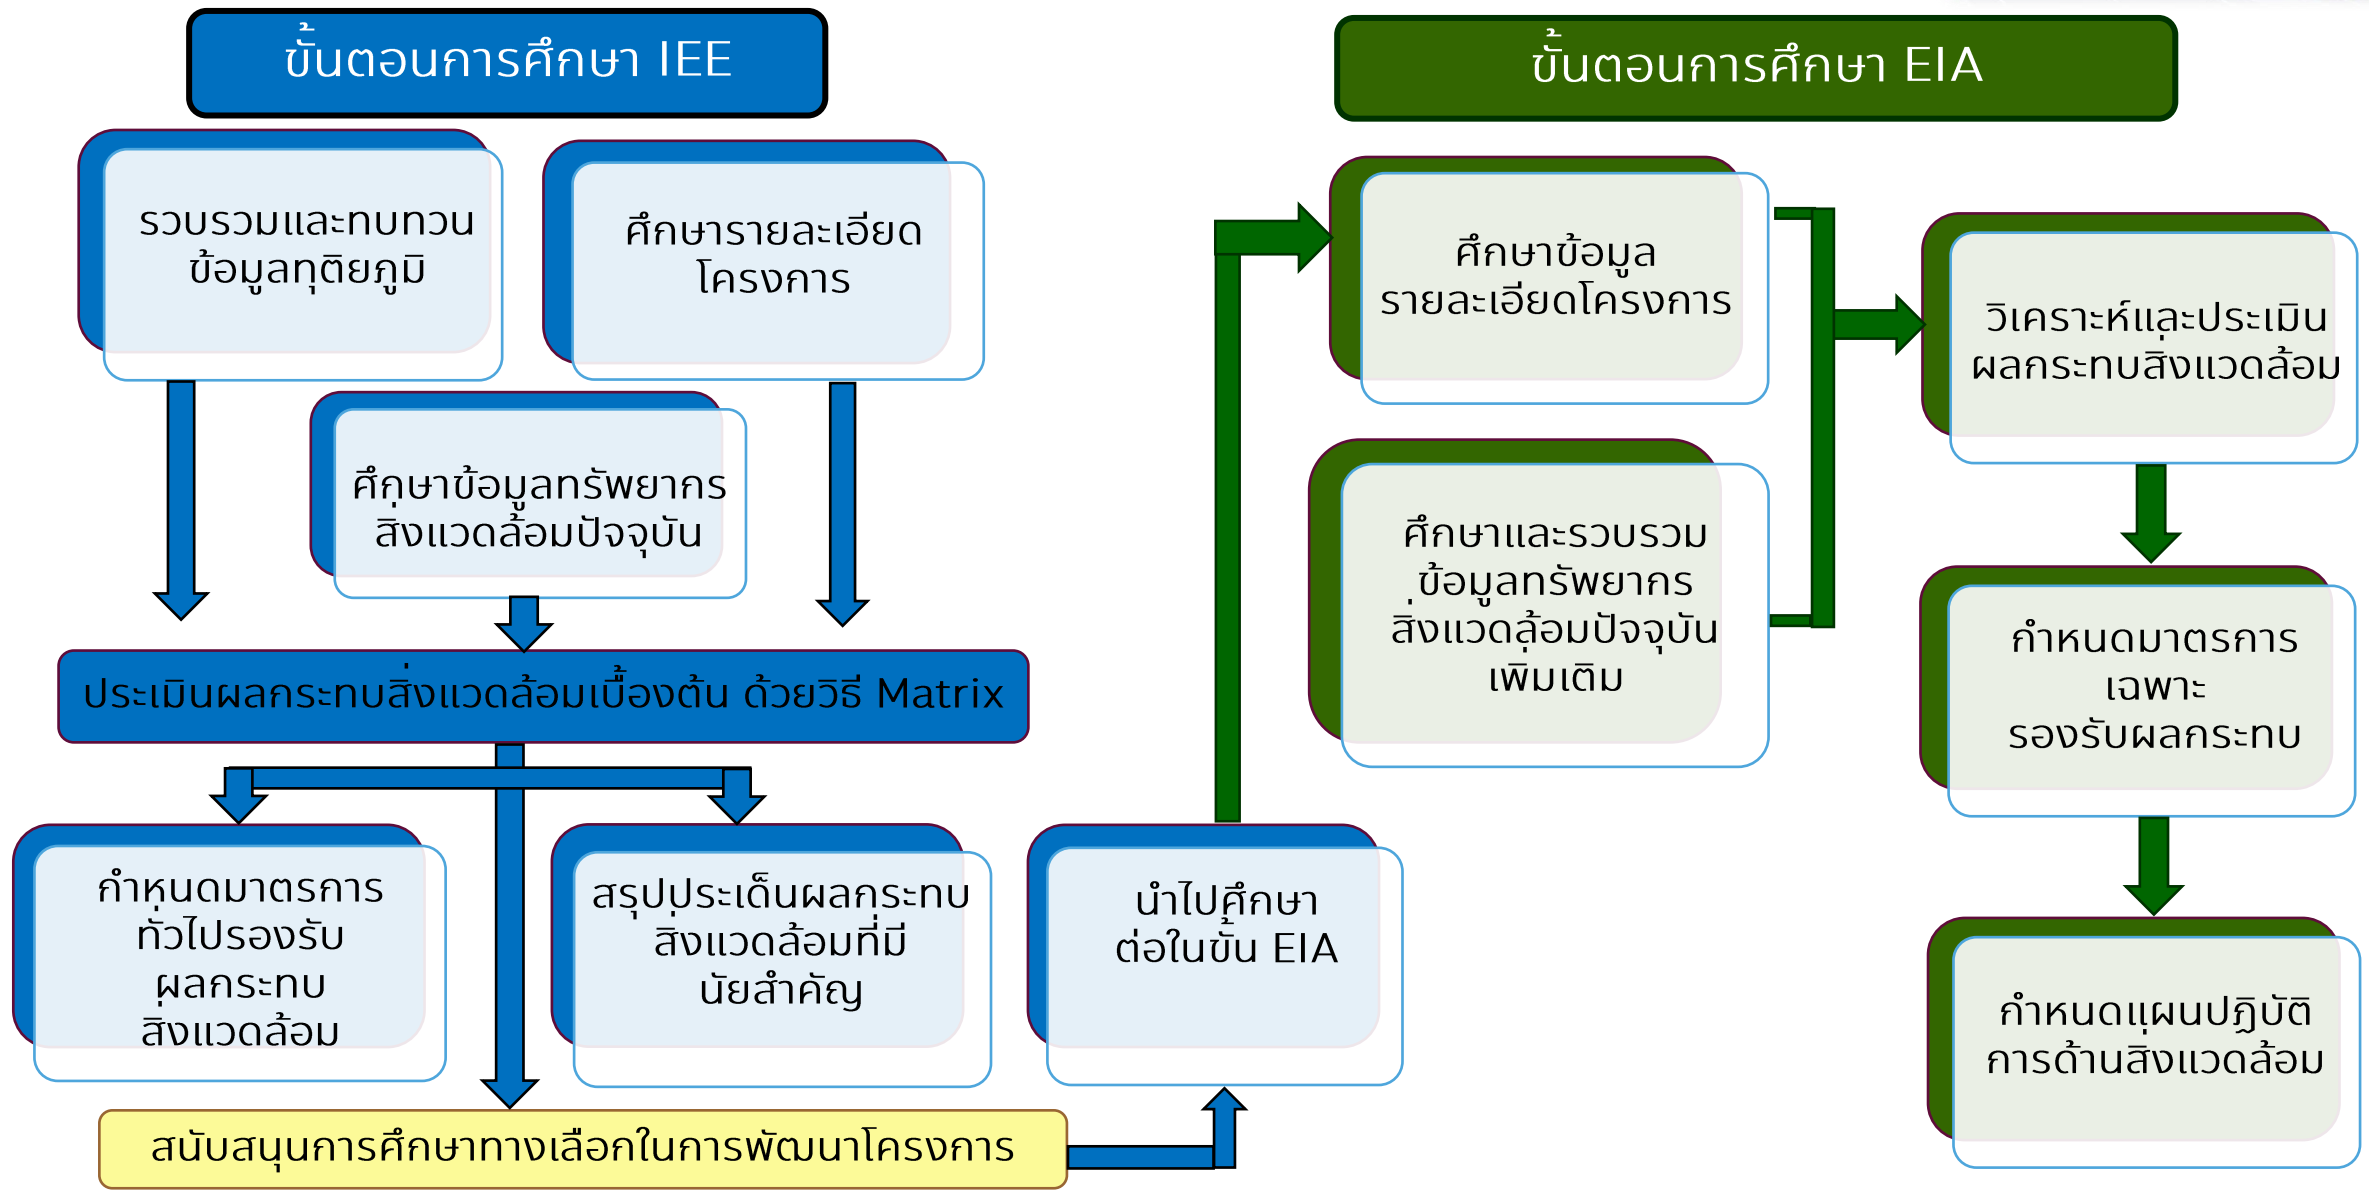 ขั้นตอนการศึกษา IEE
รวบรวมและทบทวน
ข้อมูลทุติยภูมิ
ศึกษารายละเอียด
โครงการ
ศึกษาข้อมูลทรัพยากร
สิ่งแวดล้อมปัจจุบัน
ประเมินผลกระทบสิ่งแวดล้อมเบื้องต้น ด้วยวิธี Matrix
กำหนดมาตรการ
ทั่วไปรองรับ
ผลกระทบ
สิ่งแวดล้อม
สรุปประเด็นผลกระทบ
สิ่งแวดล้อมที่มี
นัยสำคัญ
นำไปศึกษา
ต่อในขั้น EIA
สนับสนุนการศึกษาทางเลือกในการพัฒนาโครงการ
ขั้นตอนการศึกษา EIA
ศึกษาข้อมูล
รายละเอียดโครงการ
ศึกษาและรวบรวม
ข้อมูลทรัพยากร
สิ่งแวดล้อมปัจจุบัน
เพิ่มเติม
วิเคราะห์และประเมิน
ผลกระทบสิ่งแวดล้อม
กำหนดมาตรการ
เฉพาะ
รองรับผลกระทบ
กำหนดแผนปฏิบัติ
การด้านสิ่งแวดล้อม